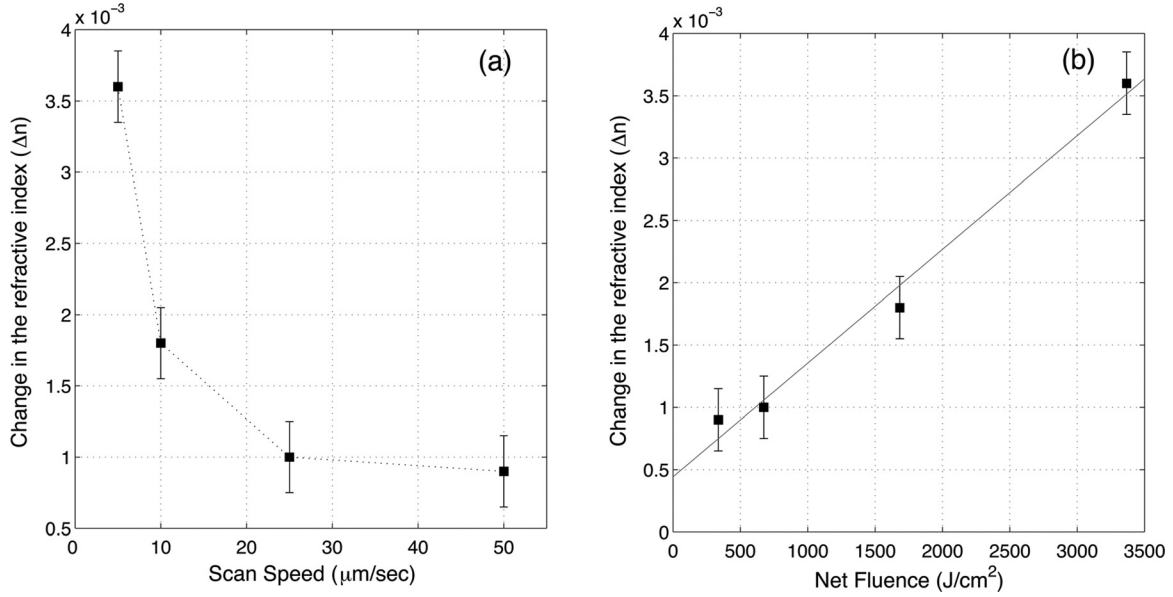 x 10⁻³
4
3.5
3
2.5
2
1.5
1
0.5
0 10 20 30 40 50
Scan Speed (μm/sec)
Change in the refractive index (Δn)
(a)
x 10⁻³
4
3.5
3
2.5
2
1.5
1
0.5
0
0 500 1000 1500 2000 2500 3000 3500
Net Fluence (J/cm²)
Change in the refractive index (Δn)
(b)